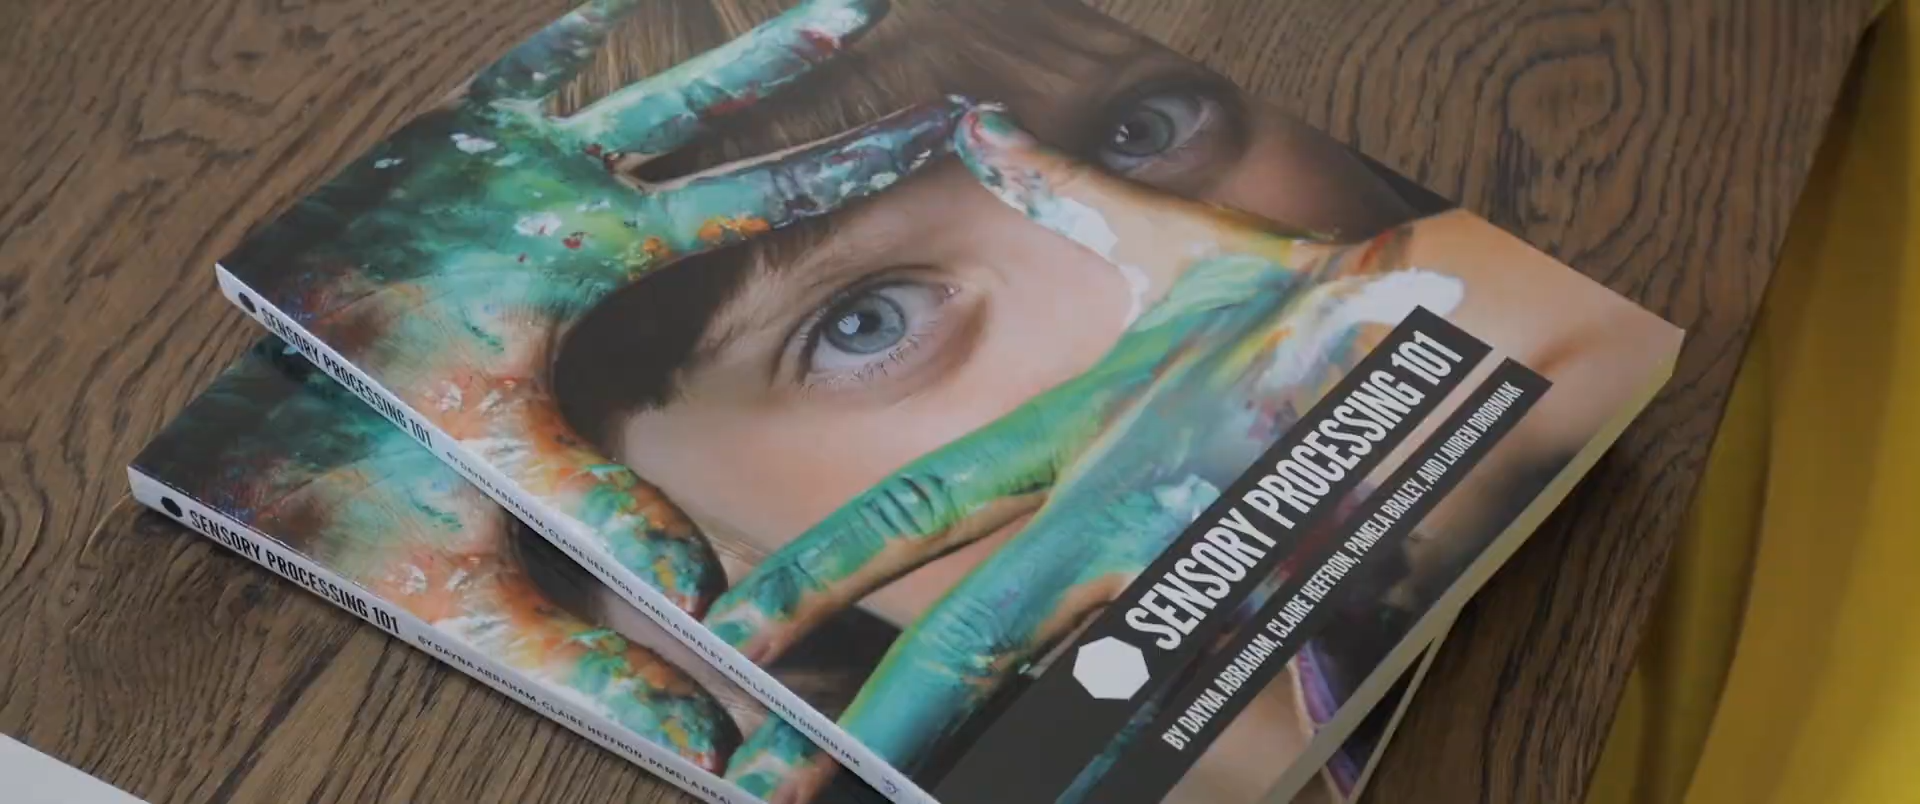 SENSORY PROCESSING 101
BY DAYNA ABRAHAM, CLAIRE HEFFRON, PAMELA BRALEY, AND LAUREN DROBNJAK
SENSORY PROCESSING 101 BY DAYNA ABRAHAM, CLAIRE HEFFRON, PAMELA BRALEY, AND LAUREN DROBNJAK
SENSORY PROCESSING 101 BY DAYNA ABRAHAM, CLAIRE HEFFRON, PAMELA BRAL